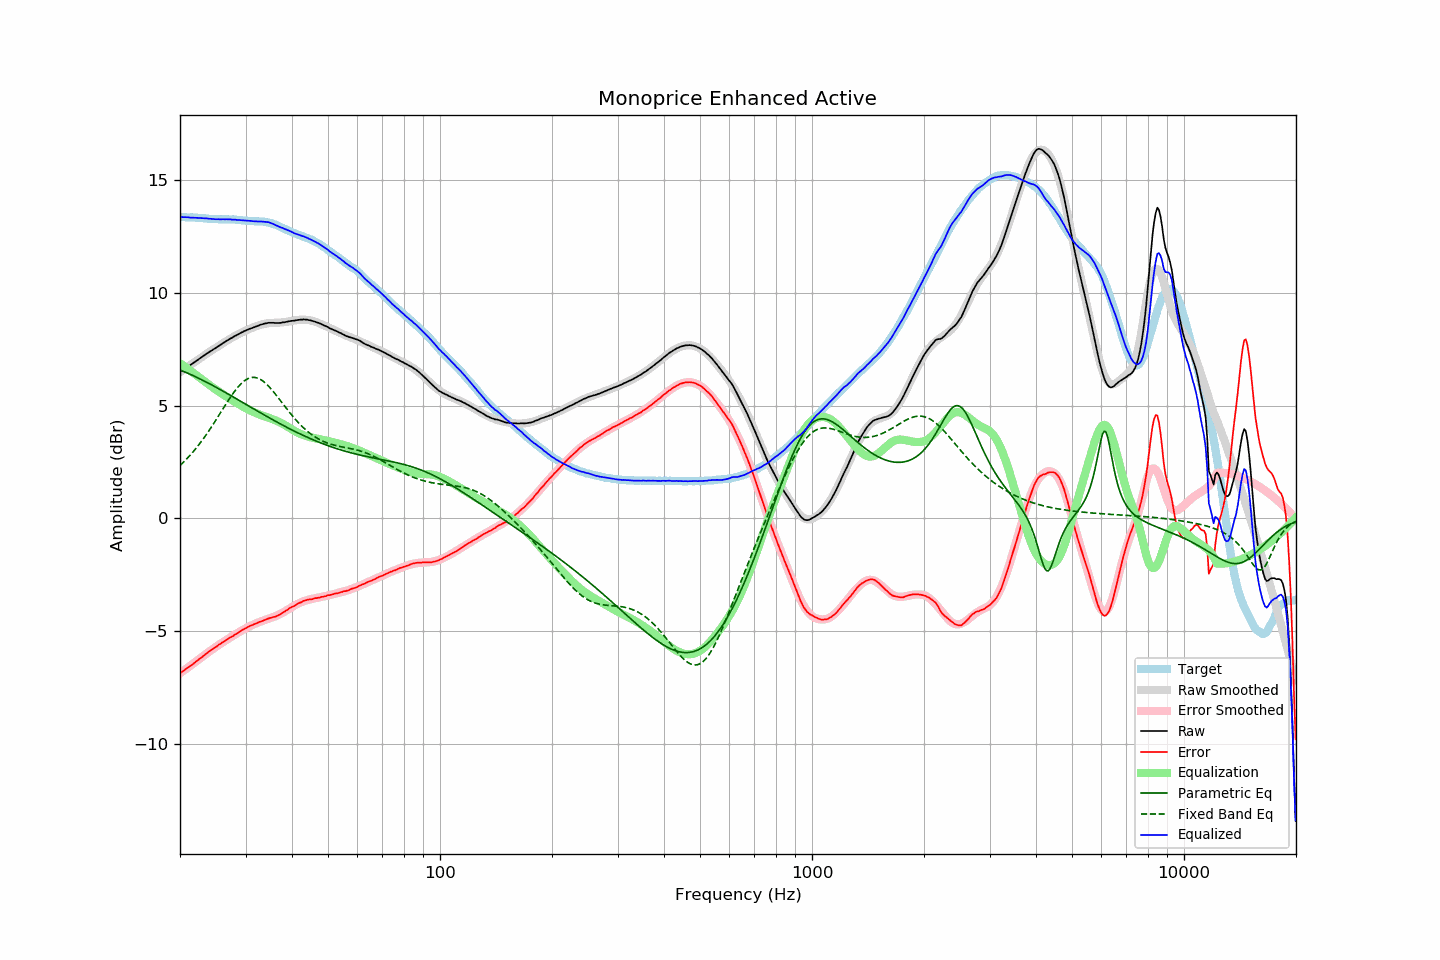 Monoprice Enhanced Active
Amplitude (dBr)
15
10
5
0
−5
−10
100
1000
10000
Frequency (Hz)
Target
Raw Smoothed
Error Smoothed
Raw
Error
Equalization
Parametric Eq
Fixed Band Eq
Equalized